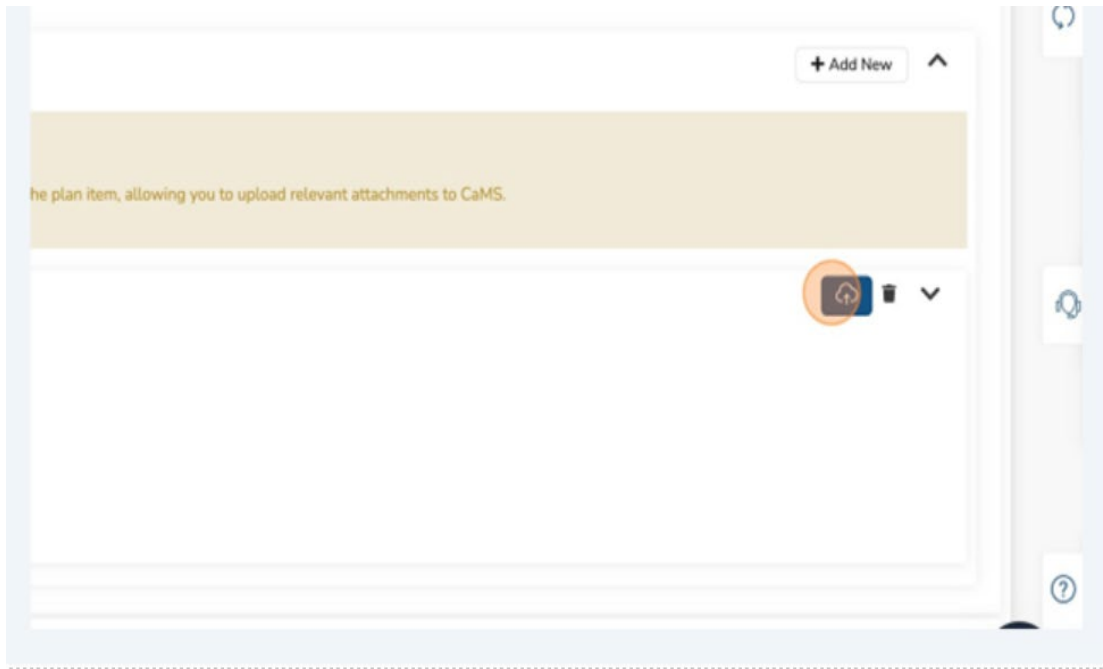 + Add New
he plan item, allowing you to upload relevant attachments to CaMS.